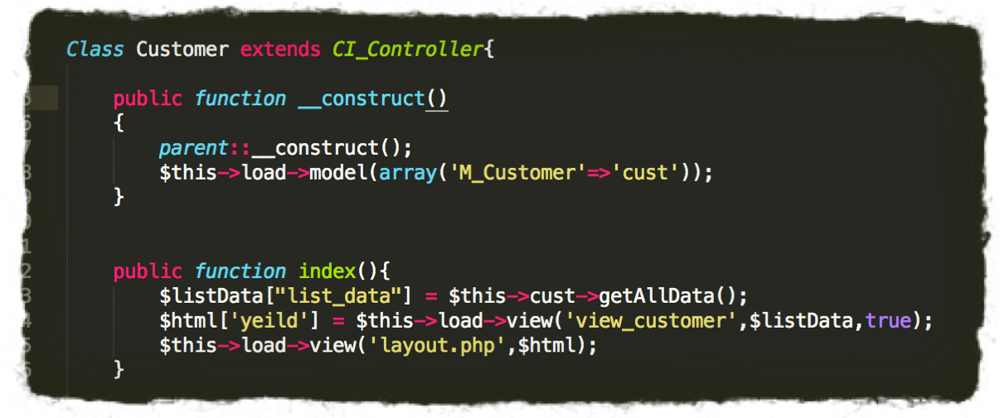 Class Customer extends CI_Controller{
public function __construct()
{
parent::__construct();
$this->load->model(array('M_Customer'=>'cust'));
}
public function index(){
$listData["list_data"] = $this->cust->getAllData();
$html['yeild'] = $this->load->view('view_customer',$listData,true);
$this->load->view('layout.php',$html);
}